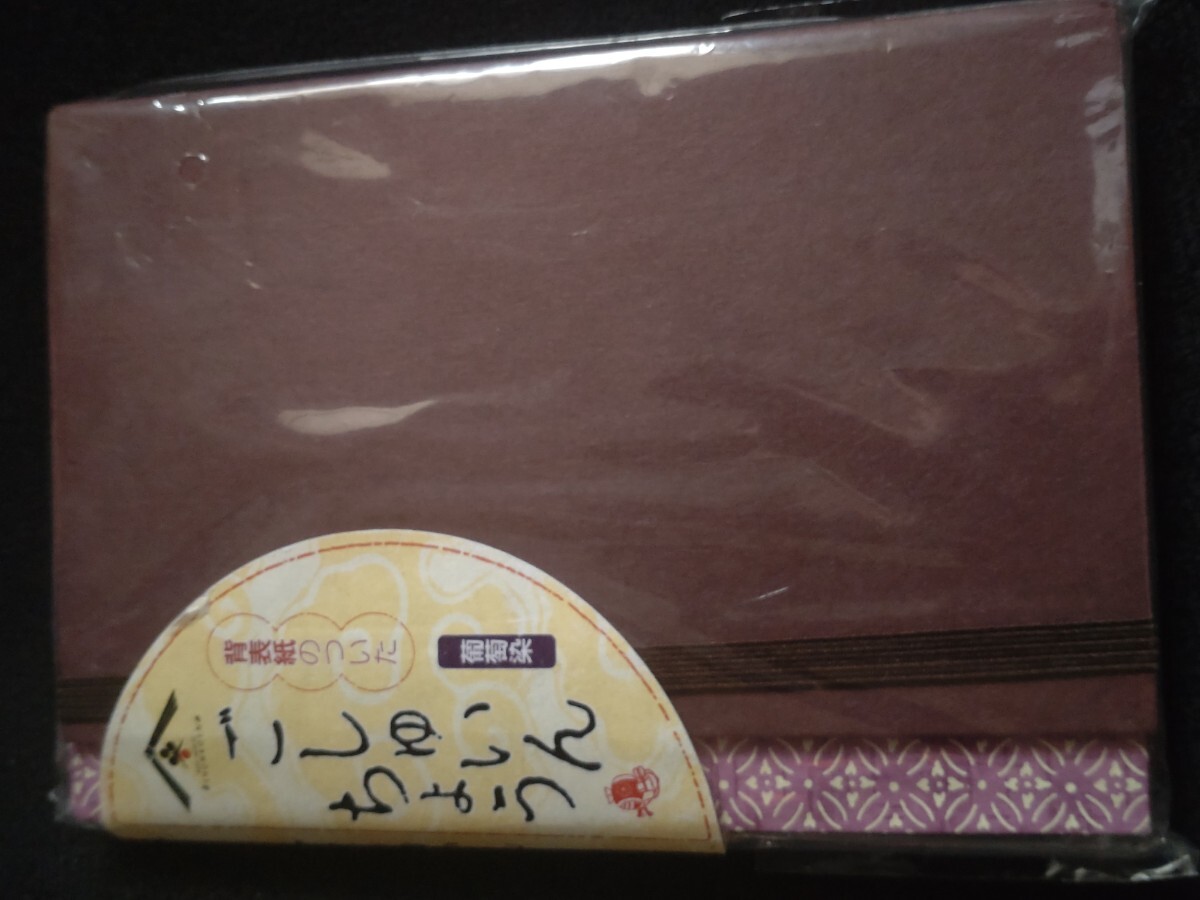 背表紙のついた
葡萄染
ごしゅいん
ちょう